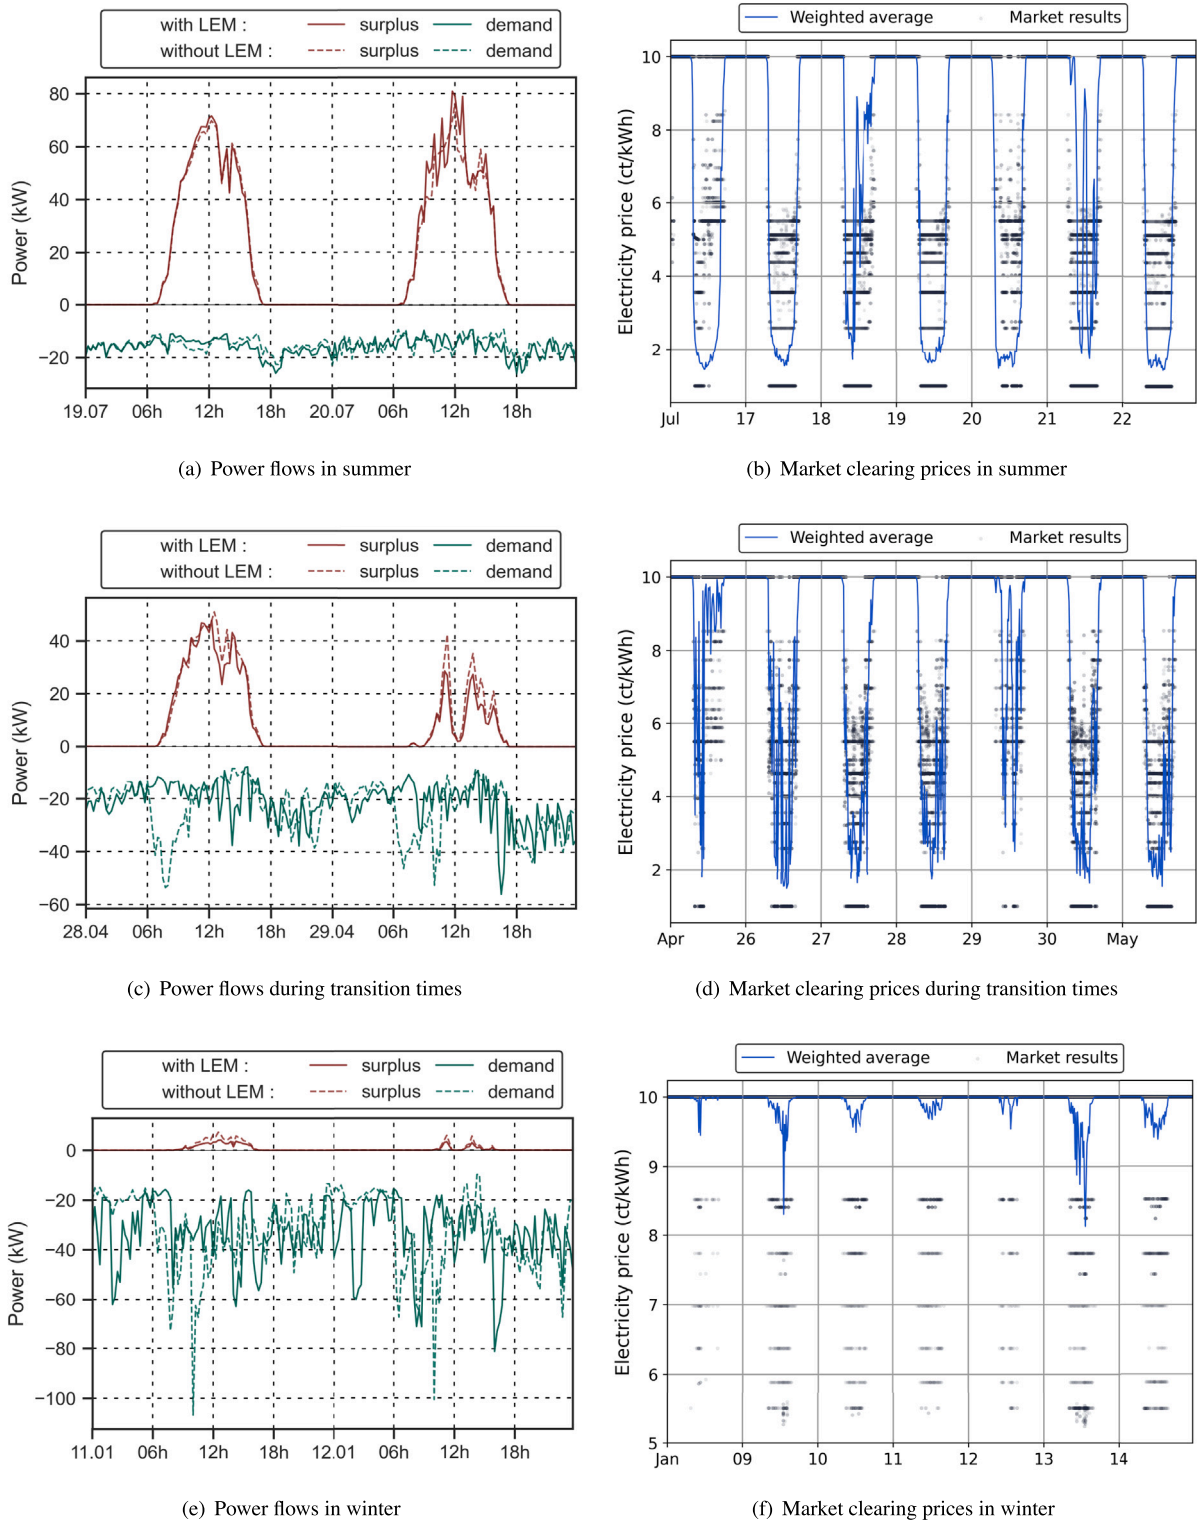 with LEM : surplus demand
without LEM : surplus demand
Power (kW)
80
60
40
20
0
−20
19.07 06h 12h 18h 20.07 06h 12h 18h
(a) Power flows in summer
Weighted average Market results
Electricity price (ct/kWh)
10
8
6
4
2
Jul 17 18 19 20 21 22
(b) Market clearing prices in summer
with LEM : surplus demand
without LEM : surplus demand
Power (kW)
40
20
0
−20
−40
−60
28.04 06h 12h 18h 29.04 06h 12h 18h
(c) Power flows during transition times
Weighted average Market results
Electricity price (ct/kWh)
10
8
6
4
2
Apr 26 27 28 29 30 May
(d) Market clearing prices during transition times
with LEM : surplus demand
without LEM : surplus demand
Power (kW)
0
−20
−40
−60
−80
−100
11.01 06h 12h 18h 12.01 06h 12h 18h
(e) Power flows in winter
Weighted average Market results
Electricity price (ct/kWh)
10
9
8
7
6
5
Jan 09 10 11 12 13 14
(f) Market clearing prices in winter